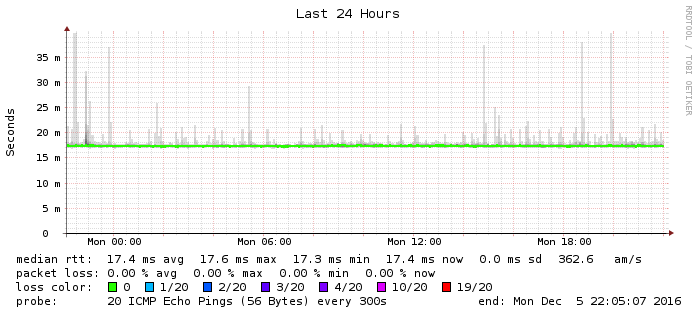 Last 24 Hours
RRDTOOL / TOBI OETIKER
Seconds
35 m
30 m
25 m
20 m
15 m
10 m
5 m
0
Mon 00:00 Mon 06:00 Mon 12:00 Mon 18:00
median rtt: 17.4 ms avg 17.6 ms max 17.3 ms min 17.4 ms now 0.0 ms sd 362.6 am/s
packet loss: 0.00 % avg 0.00 % max 0.00 % min 0.00 % now
loss color: 0 1/20 2/20 3/20 4/20 10/20 19/20
probe: 20 ICMP Echo Pings (56 Bytes) every 300s end: Mon Dec 5 22:05:07 2016